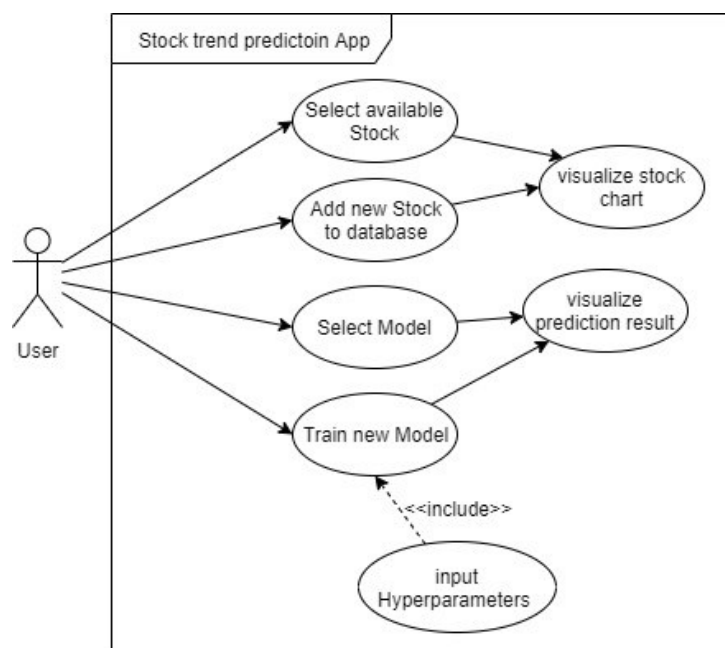 Stock trend predictoin App
Select available
Stock
visualize stock
chart
Add new Stock
to database
User
Select Model
visualize
prediction result
Train new Model
<<include>>
input
Hyperparameters